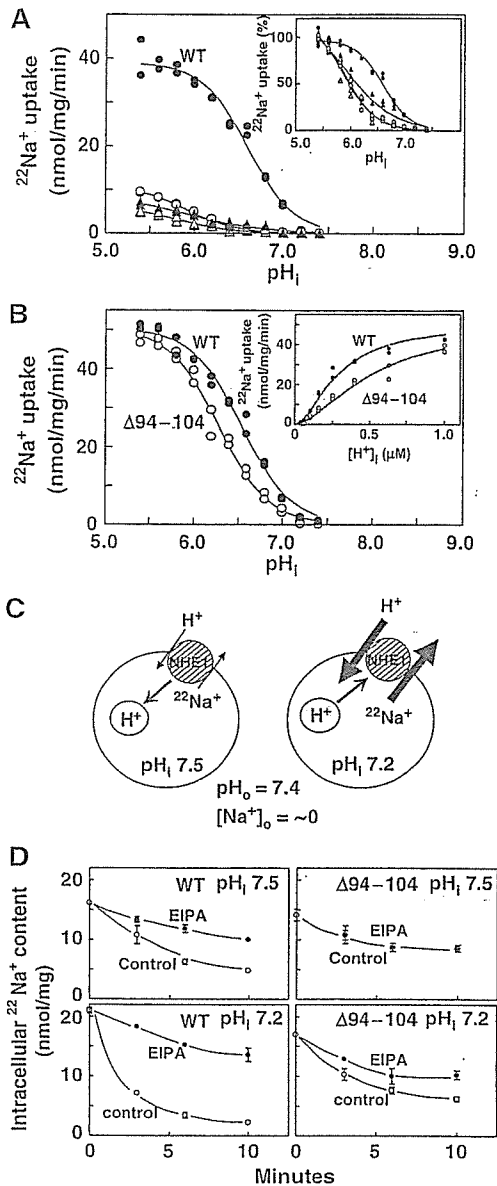 A
²²Na⁺ uptake
(nmol/mg/min)
40
20
0
WT
5.0 6.0 7.0 8.0 9.0
pHᵢ
²²Na⁺ uptake (%)
100
50
0
5.0 6.0 7.0
pHᵢ
B
²²Na⁺ uptake
(nmol/mg/min)
40
20
0
WT
Δ94–104
5.0 6.0 7.0 8.0 9.0
pHᵢ
²²Na⁺ uptake
(nmol/mg/min)
40
20
0
WT
Δ94–104
0 0.5 1.0
[H⁺]ᵢ (μM)
C
H⁺
NHE1
H⁺
²²Na⁺
pHᵢ 7.5
H⁺
NHE1
H⁺
²²Na⁺
pHᵢ 7.2
pHₒ = 7.4
[Na⁺]ₒ = ~0
D
Intracellular ²²Na⁺ content
(nmol/mg)
20
10
0
WT pHᵢ 7.5
EIPA
Control
Δ94–104 pHᵢ 7.5
Control
20
10
0
WT pHᵢ 7.2
EIPA
control
Δ94–104 pHᵢ 7.2
EIPA
control
0 5 10 0 5 10
Minutes